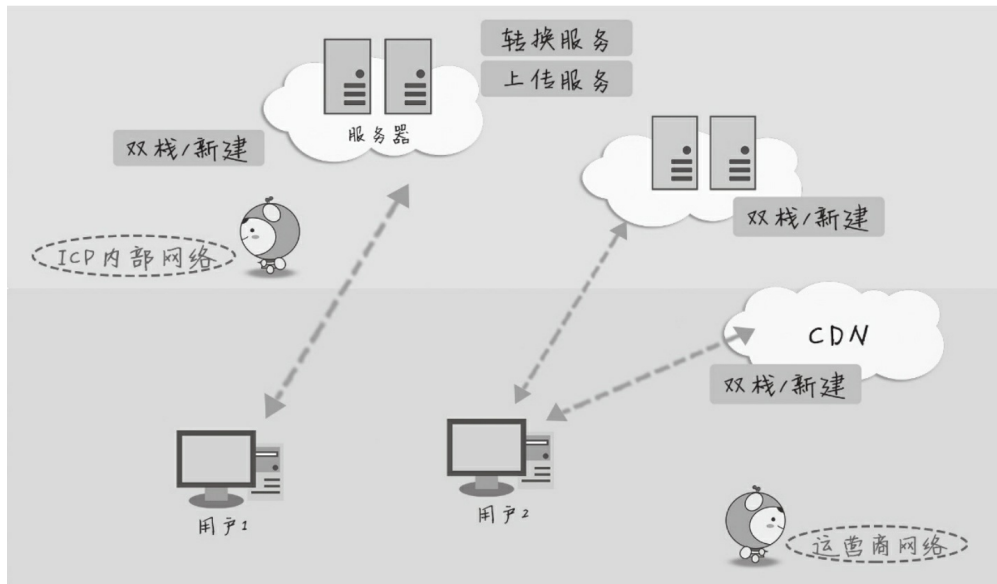 转换服务
上传服务
服务器
双栈/新建
双栈/新建
ICP内部网络
CDN
双栈/新建
用户1
用户2
运营商网络